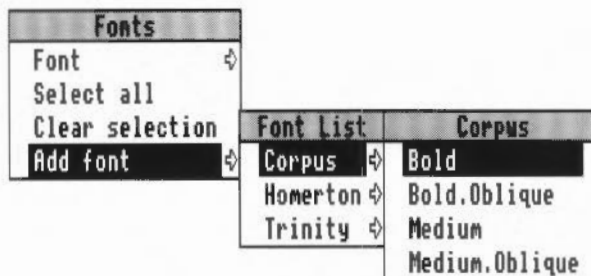 Fonts
Font
Select all
Clear selection
Add font
Font List
Corpus
Homerton
Trinity
Corpus
Bold
Bold.Oblique
Medium
Medium.Oblique